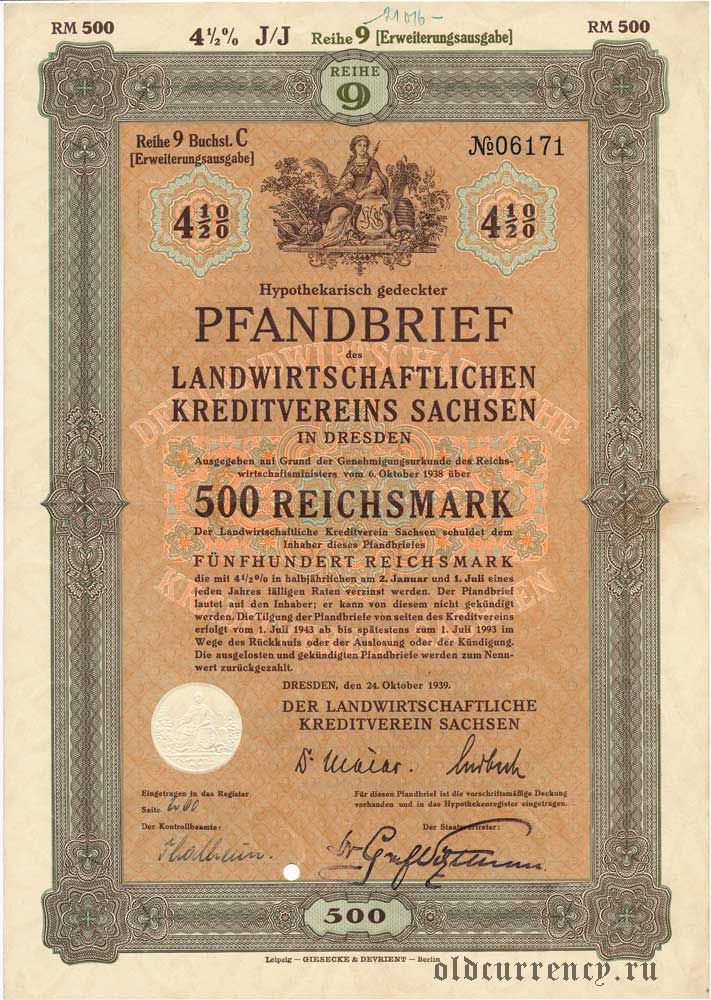 21016 –
RM 500
4½% J/J Reihe 9 [Erweiterungsausgabe]
RM 500
REIHE
9
Reihe 9 Buchst. C
[Erweiterungsausgabe]
№06171
4½%
4½%
Hypothekarisch gedeckter
PFANDBRIEF
des
LANDWIRTSCHAFTLICHEN
KREDITVEREINS SACHSEN
IN DRESDEN
Ausgegeben auf Grund der Genehmigungsurkunde des Reichs-
wirtschaftsministers vom 6. Oktober 1938 über
500 REICHSMARK
Der Landwirtschaftliche Kreditverein Sachsen schuldet dem
Inhaber dieses Pfandbriefes
FÜNFHUNDERT REICHSMARK
die mit 4½% in halbjährlichen am 2. Januar und 1. Juli eines
jeden Jahres fälligen Raten verzinst werden. Der Pfandbrief
lautet auf den Inhaber; er kann von diesem nicht gekündigt
werden. Die Tilgung der Pfandbriefe von seiten des Kreditvereins
erfolgt vom 1. Juli 1943 ab bis spätestens zum 1. Juli 1993 im
Wege des Rückkaufs oder der Auslosung oder der Kündigung.
Die ausgelosten und gekündigten Pfandbriefe werden zum Nenn-
wert zurückgezahlt.
DRESDEN, den 24. Oktober 1939.
DER LANDWIRTSCHAFTLICHE
KREDITVEREIN SACHSEN
Eingetragen in das Register
Seite
Der Kontrollbeamte:
Für diesen Pfandbrief ist die vorschriftsmäßige Deckung
vorhanden und in das Hypothekenregister eingetragen.
Der Staatsvertreter:
500
Leipzig — GIESECKE & DEVRIENT — Berlin
oldcurrency.ru